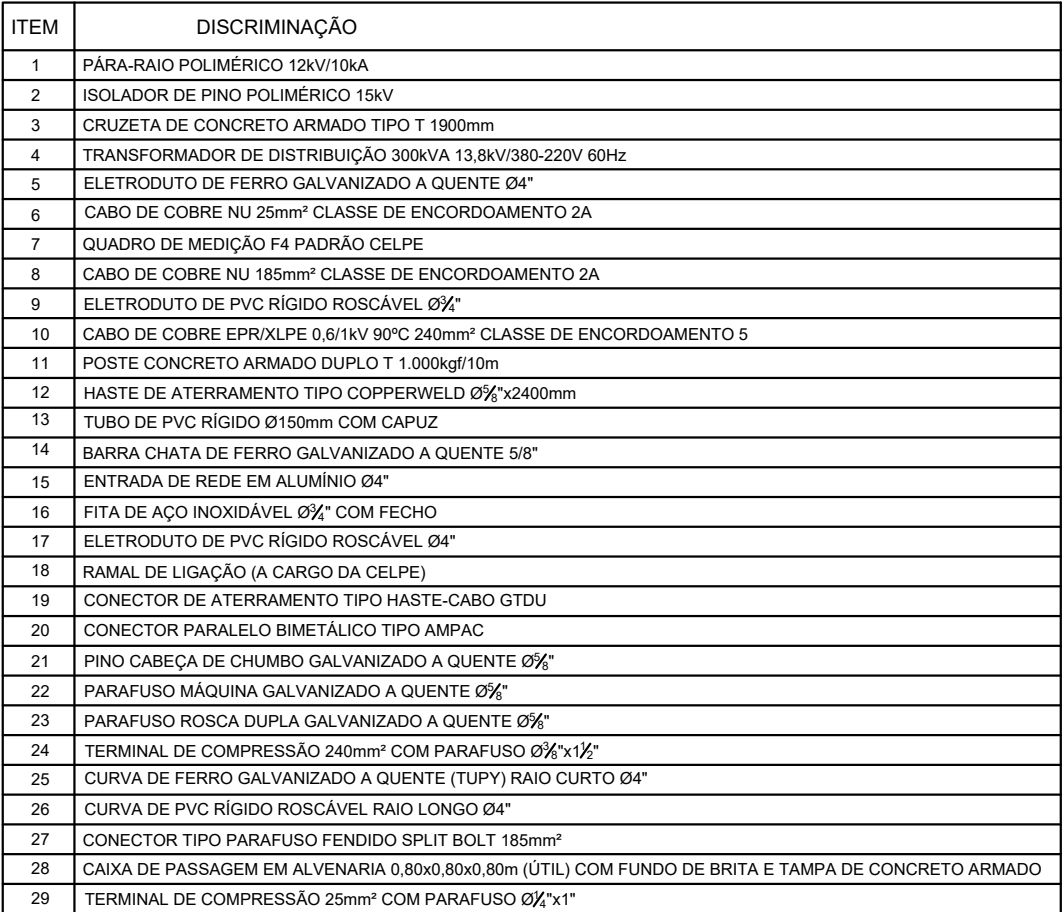 ITEM DISCRIMINAÇÃO
1 PÁRA-RAIO POLIMÉRICO 12kV/10kA
2 ISOLADOR DE PINO POLIMÉRICO 15kV
3 CRUZETA DE CONCRETO ARMADO TIPO T 1900mm
4 TRANSFORMADOR DE DISTRIBUIÇÃO 300kVA 13,8kV/380-220V 60Hz
5 ELETRODUTO DE FERRO GALVANIZADO A QUENTE Ø4"
6 CABO DE COBRE NU 25mm² CLASSE DE ENCORDOAMENTO 2A
7 QUADRO DE MEDIÇÃO F4 PADRÃO CELPE
8 CABO DE COBRE NU 185mm² CLASSE DE ENCORDOAMENTO 2A
9 ELETRODUTO DE PVC RÍGIDO ROSCÁVEL Ø¾"
10 CABO DE COBRE EPR/XLPE 0,6/1kV 90ºC 240mm² CLASSE DE ENCORDOAMENTO 5
11 POSTE CONCRETO ARMADO DUPLO T 1.000kgf/10m
12 HASTE DE ATERRAMENTO TIPO COPPERWELD Ø⅝"x2400mm
13 TUBO DE PVC RÍGIDO Ø150mm COM CAPUZ
14 BARRA CHATA DE FERRO GALVANIZADO A QUENTE 5/8"
15 ENTRADA DE REDE EM ALUMÍNIO Ø4"
16 FITA DE AÇO INOXIDÁVEL Ø¾" COM FECHO
17 ELETRODUTO DE PVC RÍGIDO ROSCÁVEL Ø4"
18 RAMAL DE LIGAÇÃO (A CARGO DA CELPE)
19 CONECTOR DE ATERRAMENTO TIPO HASTE-CABO GTDU
20 CONECTOR PARALELO BIMETÁLICO TIPO AMPAC
21 PINO CABEÇA DE CHUMBO GALVANIZADO A QUENTE Ø⅝"
22 PARAFUSO MÁQUINA GALVANIZADO A QUENTE Ø⅝"
23 PARAFUSO ROSCA DUPLA GALVANIZADO A QUENTE Ø⅝"
24 TERMINAL DE COMPRESSÃO 240mm² COM PARAFUSO Ø⅜"x1½"
25 CURVA DE FERRO GALVANIZADO A QUENTE (TUPY) RAIO CURTO Ø4"
26 CURVA DE PVC RÍGIDO ROSCÁVEL RAIO LONGO Ø4"
27 CONECTOR TIPO PARAFUSO FENDIDO SPLIT BOLT 185mm²
28 CAIXA DE PASSAGEM EM ALVENARIA 0,80x0,80x0,80m (ÚTIL) COM FUNDO DE BRITA E TAMPA DE CONCRETO ARMADO
29 TERMINAL DE COMPRESSÃO 25mm² COM PARAFUSO Ø¼"x1"